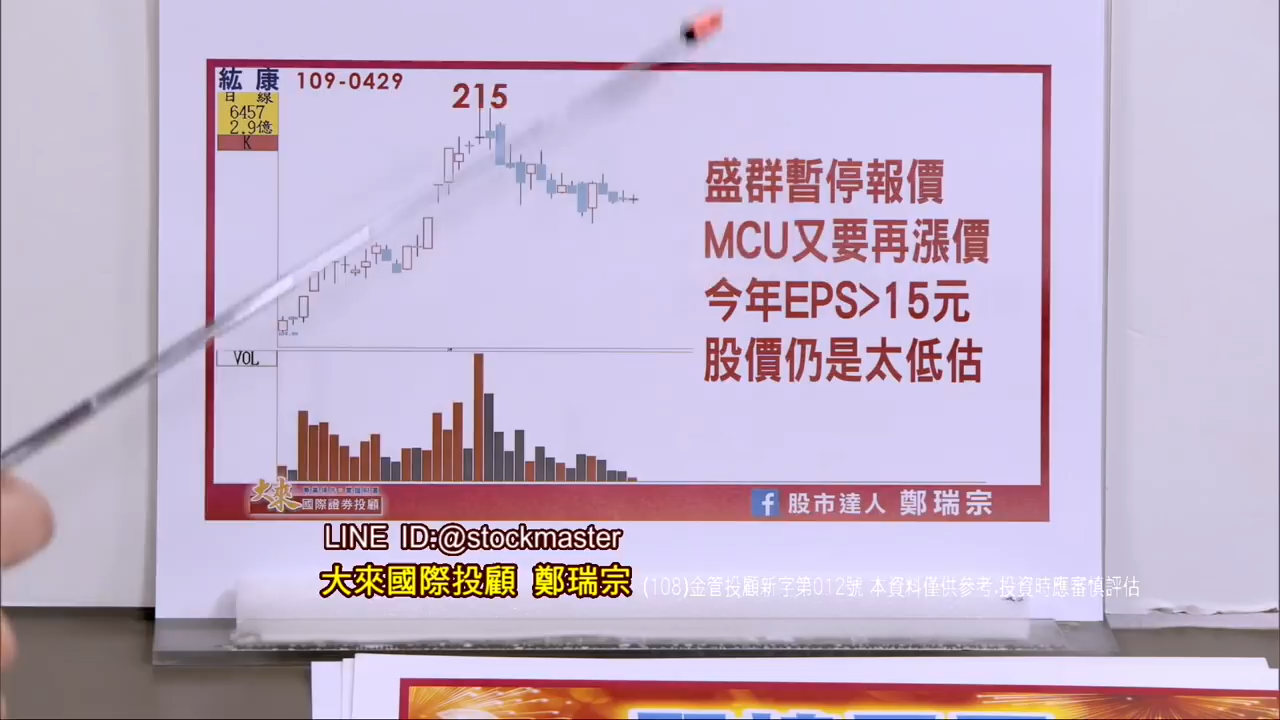 紘康 109-0429
日線
6457
2.9億
K
215
盛群暫停報價
MCU又要再漲價
今年EPS>15元
股價仍是太低估
VOL
大來
國際證券投顧
f 股市達人 鄭瑞宗
LINE ID:@stockmaster
大來國際投顧 鄭瑞宗 (108)金管投顧新字第012號 本資料僅供參考,投資時應審慎評估